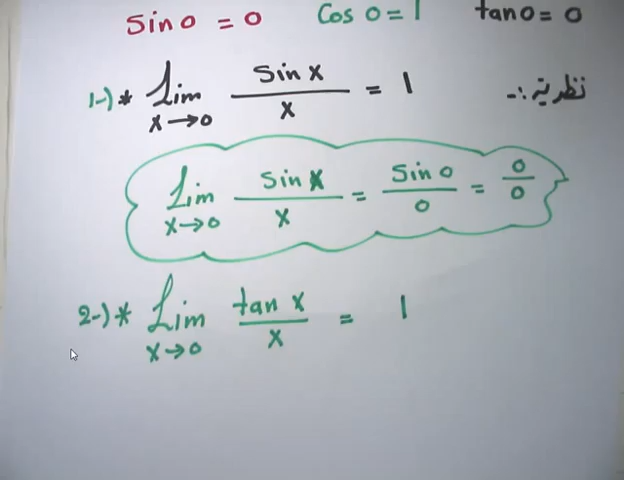 sin 0 = 0 Cos 0 = 1 tan 0 = 0
1-) * Lim x→0 sin x / x = 1 نظرية :-
Lim x→0 sin x / x = sin 0 / 0 = 0 / 0
2-) * Lim x→0 tan x / x = 1